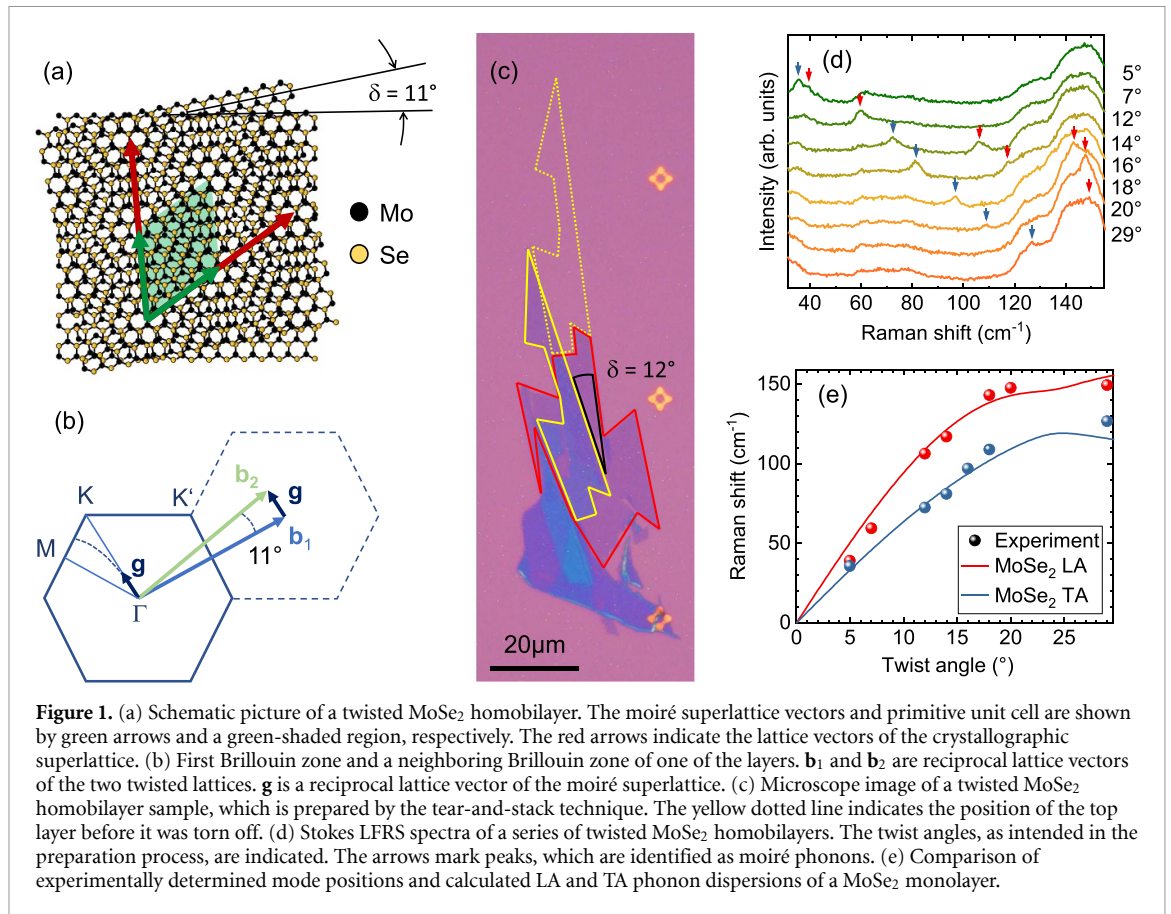 (a)
δ = 11°
Mo
Se
(b)
K
K‘
M
g
Γ
b2
g
b1
11°
(c)
δ = 12°
20μm
(d)
Intensity (arb. units)
5°
7°
12°
14°
16°
18°
20°
29°
40 60 80 100 120 140
Raman shift (cm-1)
(e)
Raman shift (cm-1)
150
100
50
0
Experiment
MoSe2 LA
MoSe2 TA
0 5 10 15 20 25
Twist angle (°)
Figure 1. (a) Schematic picture of a twisted MoSe2 homobilayer. The moiré superlattice vectors and primitive unit cell are shown
by green arrows and a green-shaded region, respectively. The red arrows indicate the lattice vectors of the crystallographic
superlattice. (b) First Brillouin zone and a neighboring Brillouin zone of one of the layers. b1 and b2 are reciprocal lattice vectors
of the two twisted lattices. g is a reciprocal lattice vector of the moiré superlattice. (c) Microscope image of a twisted MoSe2
homobilayer sample, which is prepared by the tear-and-stack technique. The yellow dotted line indicates the position of the top
layer before it was torn off. (d) Stokes LFRS spectra of a series of twisted MoSe2 homobilayers. The twist angles, as intended in the
preparation process, are indicated. The arrows mark peaks, which are identified as moiré phonons. (e) Comparison of
experimentally determined mode positions and calculated LA and TA phonon dispersions of a MoSe2 monolayer.